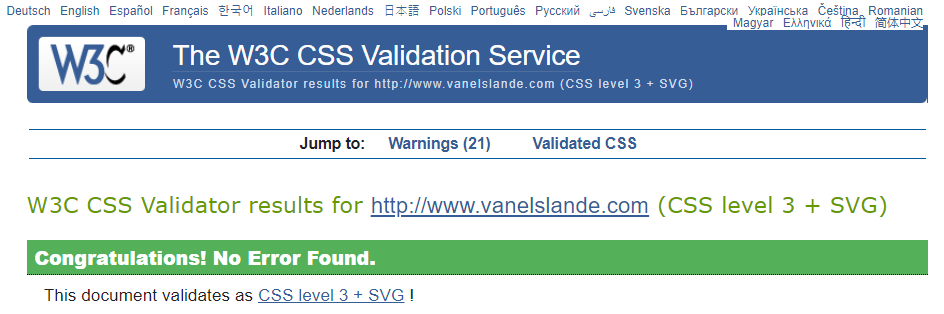 Deutsch English Español Français 한국어 Italiano Nederlands 日本語 Polski Português Русский فارسی Svenska Български Українська Čeština Romanian
Magyar Ελληνικά हिन्दी 简体中文
W3C®
The W3C CSS Validation Service
W3C CSS Validator results for http://www.vanelslande.com (CSS level 3 + SVG)
Jump to: Warnings (21) Validated CSS
W3C CSS Validator results for http://www.vanelslande.com (CSS level 3 + SVG)
Congratulations! No Error Found.
This document validates as CSS level 3 + SVG !